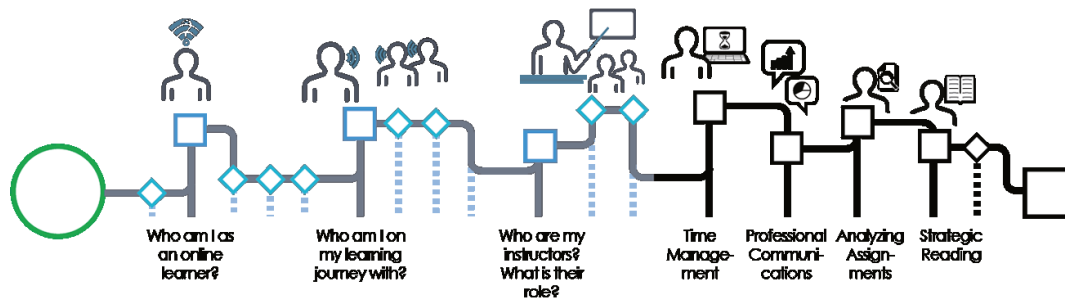 Who am I as
an online
learner?
Who am I on
my learning
journey with?
Who are my
instructors?
What is their
role?
Time
Manage-
ment
Professional
Communi-
cations
Analyzing
Assign-
ments
Strategic
Reading